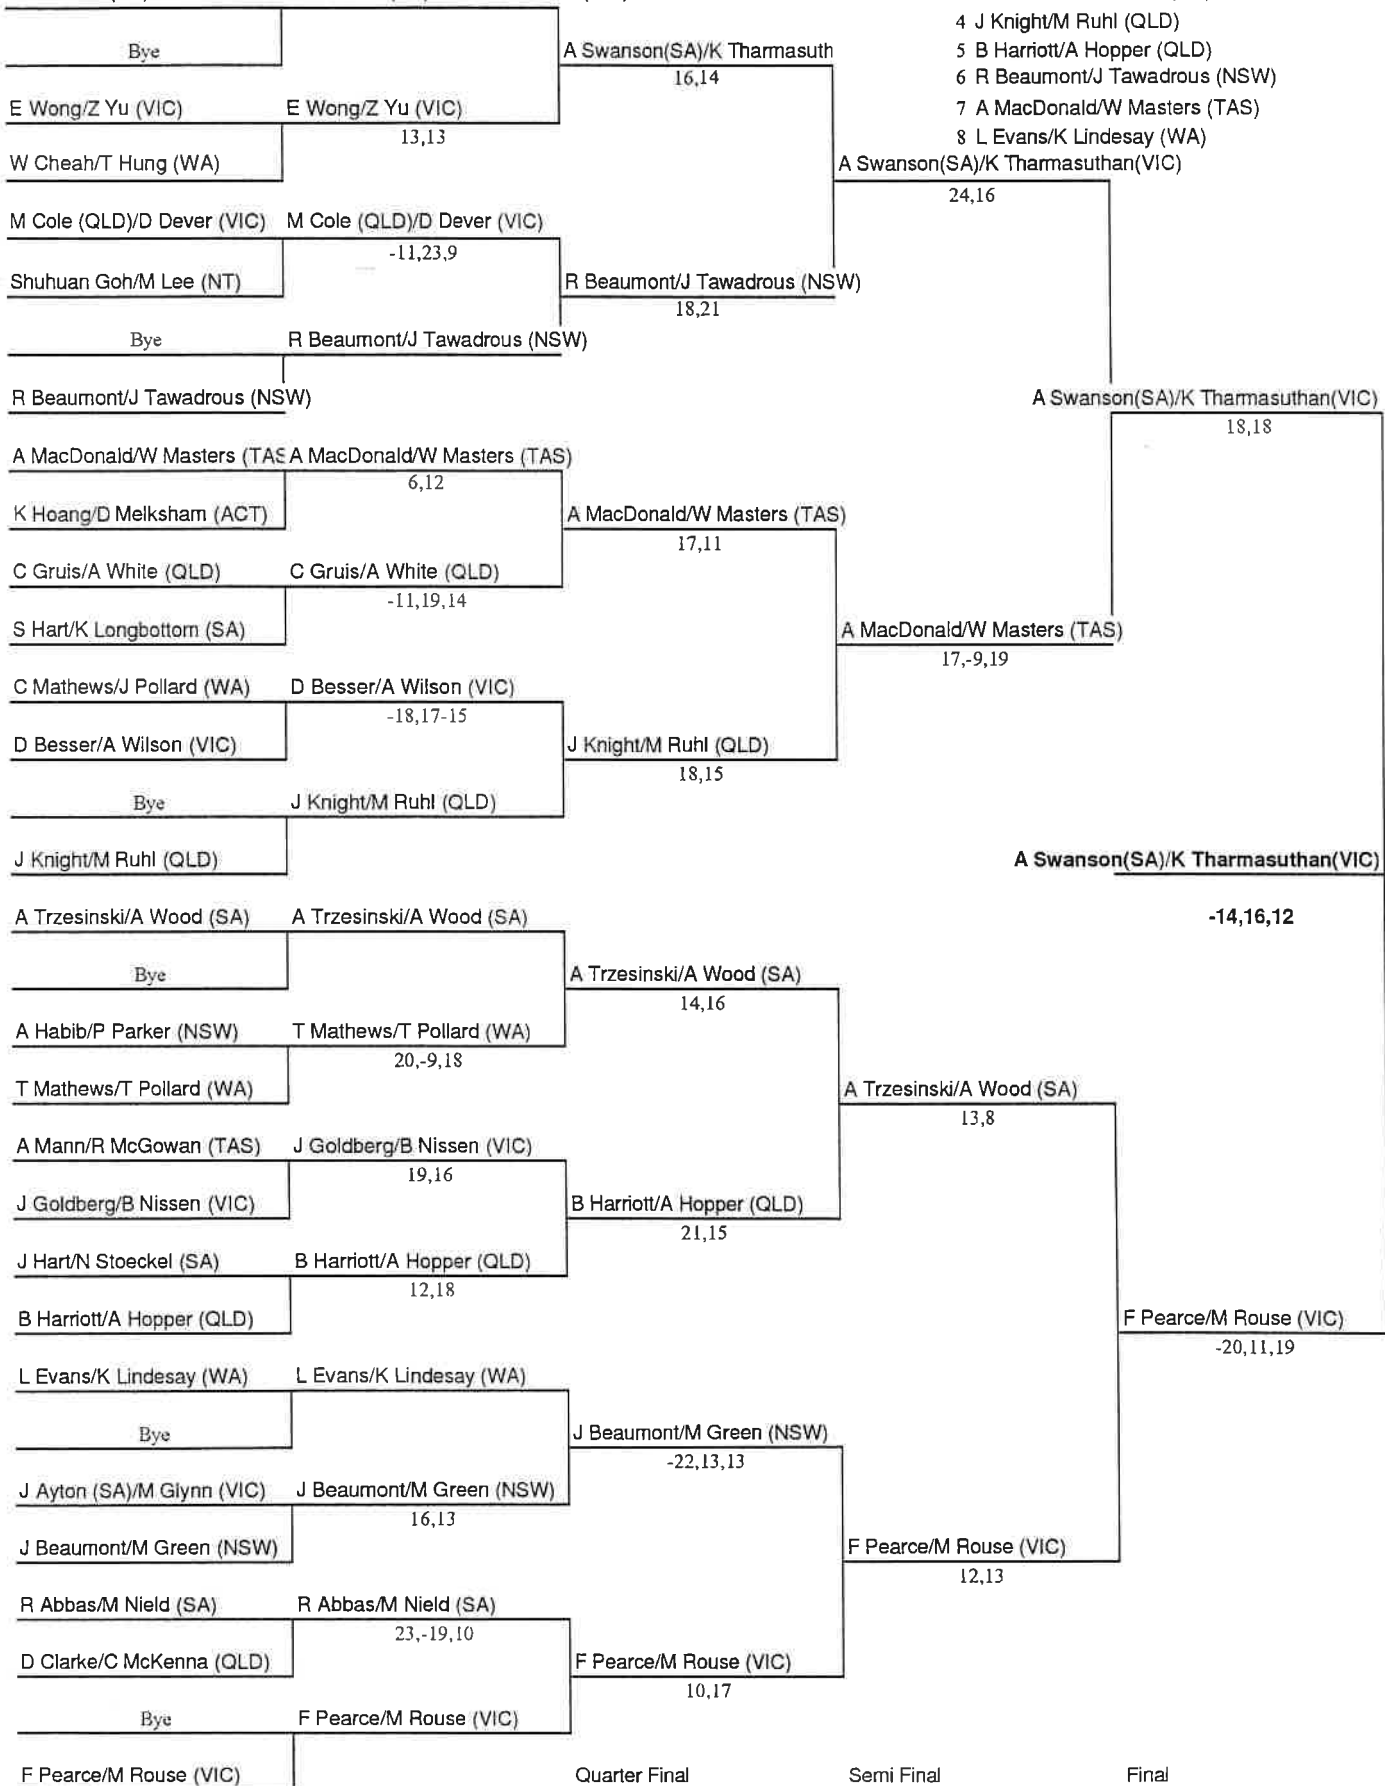 4 J Knight/M Ruhl (QLD)
Bye
A Swanson(SA)/K Tharmasuth
5 B Harriott/A Hopper (QLD)
16,14
6 R Beaumont/J Tawadrous (NSW)
E Wong/Z Yu (VIC) E Wong/Z Yu (VIC)
7 A MacDonald/W Masters (TAS)
13,13
8 L Evans/K Lindesay (WA)
W Cheah/T Hung (WA)
A Swanson(SA)/K Tharmasuthan(VIC)
24,16
M Cole (QLD)/D Dever (VIC) M Cole (QLD)/D Dever (VIC)
-11,23,9
Shuhuan Goh/M Lee (NT)
R Beaumont/J Tawadrous (NSW)
18,21
Bye R Beaumont/J Tawadrous (NSW)
R Beaumont/J Tawadrous (NSW)
A Swanson(SA)/K Tharmasuthan(VIC)
18,18
A MacDonald/W Masters (TAS A MacDonald/W Masters (TAS)
6,12
K Hoang/D Melksham (ACT)
A MacDonald/W Masters (TAS)
17,11
C Gruis/A White (QLD) C Gruis/A White (QLD)
-11,19,14
S Hart/K Longbottom (SA)
A MacDonald/W Masters (TAS)
17,-9,19
C Mathews/J Pollard (WA) D Besser/A Wilson (VIC)
-18,17-15
D Besser/A Wilson (VIC)
J Knight/M Ruhl (QLD)
18,15
Bye J Knight/M Ruhl (QLD)
J Knight/M Ruhl (QLD)
A Swanson(SA)/K Tharmasuthan(VIC)
-14,16,12
A Trzesinski/A Wood (SA) A Trzesinski/A Wood (SA)
Bye
A Trzesinski/A Wood (SA)
14,16
A Habib/P Parker (NSW) T Mathews/T Pollard (WA)
20,-9,18
T Mathews/T Pollard (WA)
A Trzesinski/A Wood (SA)
13,8
A Mann/R McGowan (TAS) J Goldberg/B Nissen (VIC)
19,16
J Goldberg/B Nissen (VIC)
B Harriott/A Hopper (QLD)
21,15
J Hart/N Stoeckel (SA) B Harriott/A Hopper (QLD)
12,18
B Harriott/A Hopper (QLD)
F Pearce/M Rouse (VIC)
-20,11,19
L Evans/K Lindesay (WA) L Evans/K Lindesay (WA)
Bye
J Beaumont/M Green (NSW)
-22,13,13
J Ayton (SA)/M Glynn (VIC) J Beaumont/M Green (NSW)
16,13
J Beaumont/M Green (NSW)
F Pearce/M Rouse (VIC)
12,13
R Abbas/M Nield (SA) R Abbas/M Nield (SA)
23,-19,10
D Clarke/C McKenna (QLD)
F Pearce/M Rouse (VIC)
10,17
Bye F Pearce/M Rouse (VIC)
F Pearce/M Rouse (VIC)
Quarter Final Semi Final Final